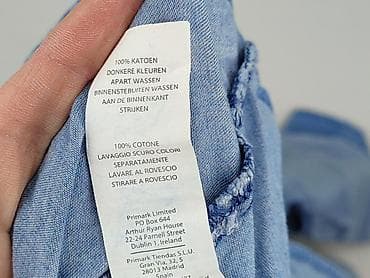 100% KATOEN
DONKERE KLEUREN
APART WASSEN
BINNENSTEBUITEN WASSEN
AAN DE BINNENKANT
STRIJKEN
100% COTONE
LAVAGGIO SCURO COLORI
SEPARATAMENTE
LAVARE AL ROVESCIO
STIRARE A ROVESCIO
Primark Limited
PO Box 644
Arthur Ryan House
22-24 Parnell Street
Dublin 1, Ireland
Primark Tiendas S.L.U.
Gran Via, 32, 5
28013 Madrid
Spain